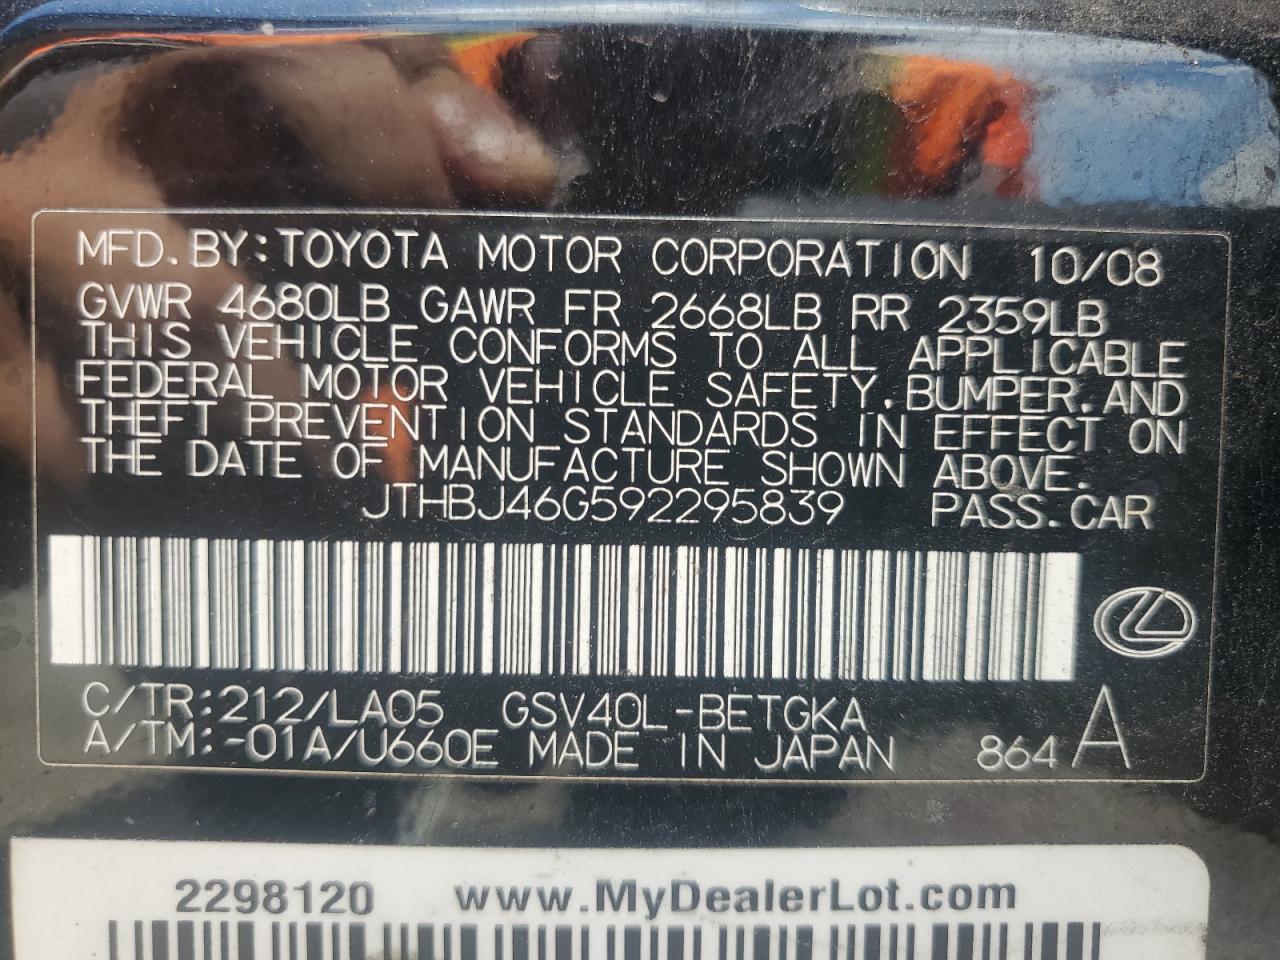 MFD. BY: TOYOTA MOTOR CORPORATION 10/08
GVWR 4680LB GAWR FR 2668LB RR 2359LB
THIS VEHICLE CONFORMS TO ALL APPLICABLE
FEDERAL MOTOR VEHICLE SAFETY, BUMPER, AND
THEFT PREVENTION STANDARDS IN EFFECT ON
THE DATE OF MANUFACTURE SHOWN ABOVE.
JTHBJ46G592295839 PASS. CAR
C/TR: 212/LA05 GSV40L-BETGKA
A/TM: -01A/U660E MADE IN JAPAN 864 A
2298120 www.MyDealerLot.com